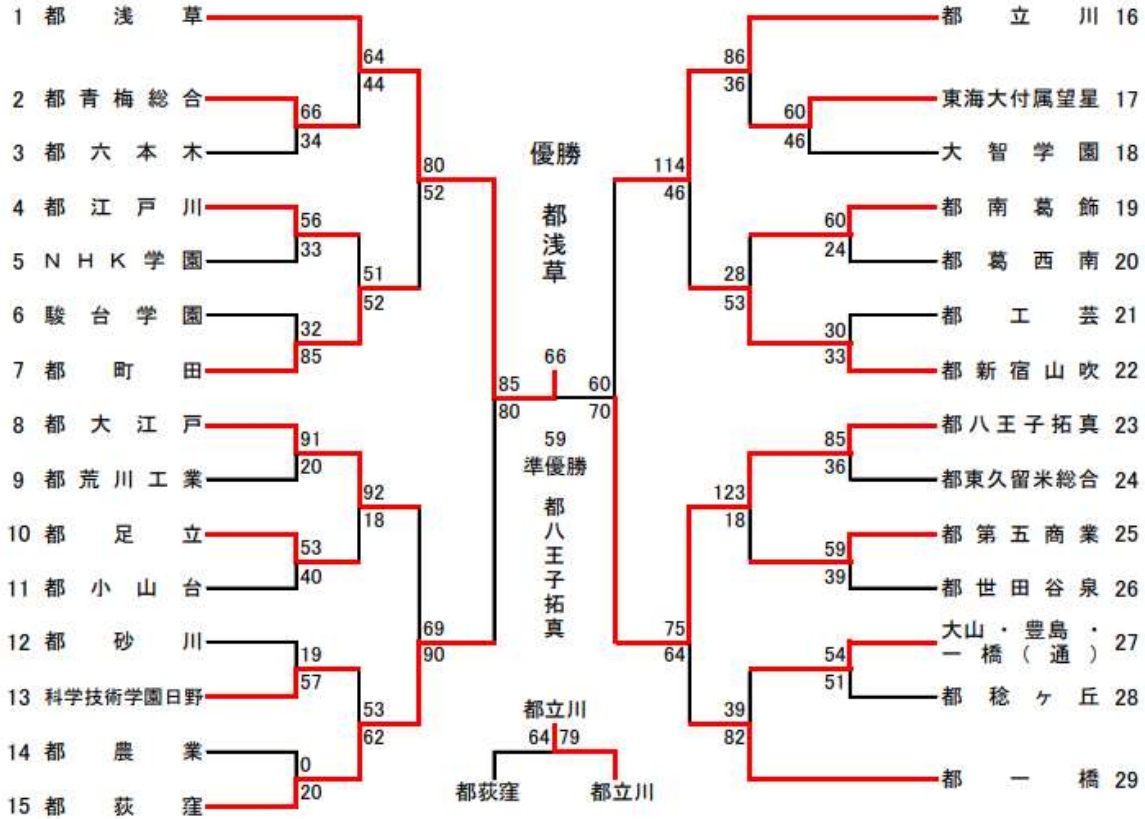 1 都浅草
64
44
2 都青梅総合
66
34
3 都六本木
80
52
4 都江戸川
56
33
5 NHK学園
51
52
6 駿台学園
32
85
7 都町田
85
80
8 都大江戸
91
20
9 都荒川工業
92
18
10 都足立
53
40
11 都小山台
69
90
12 都砂川
19
57
13 科学技術学園日野
53
62
14 都農業
0
20
15 都荻窪
優勝
都浅草
66
59
準優勝
都八王子拓真
都立川
64 79
都荻窪 都立川
都立川 16
86
36
東海大付属望星 17
60
46
大智学園 18
114
46
都南葛飾 19
60
24
都葛西南 20
28
53
都工芸 21
30
33
都新宿山吹 22
60
70
都八王子拓真 23
85
36
都東久留米総合 24
123
18
都第五商業 25
59
39
都世田谷泉 26
75
64
大山・豊島・
一橋(通) 27
54
51
都稔ヶ丘 28
39
82
都一橋 29